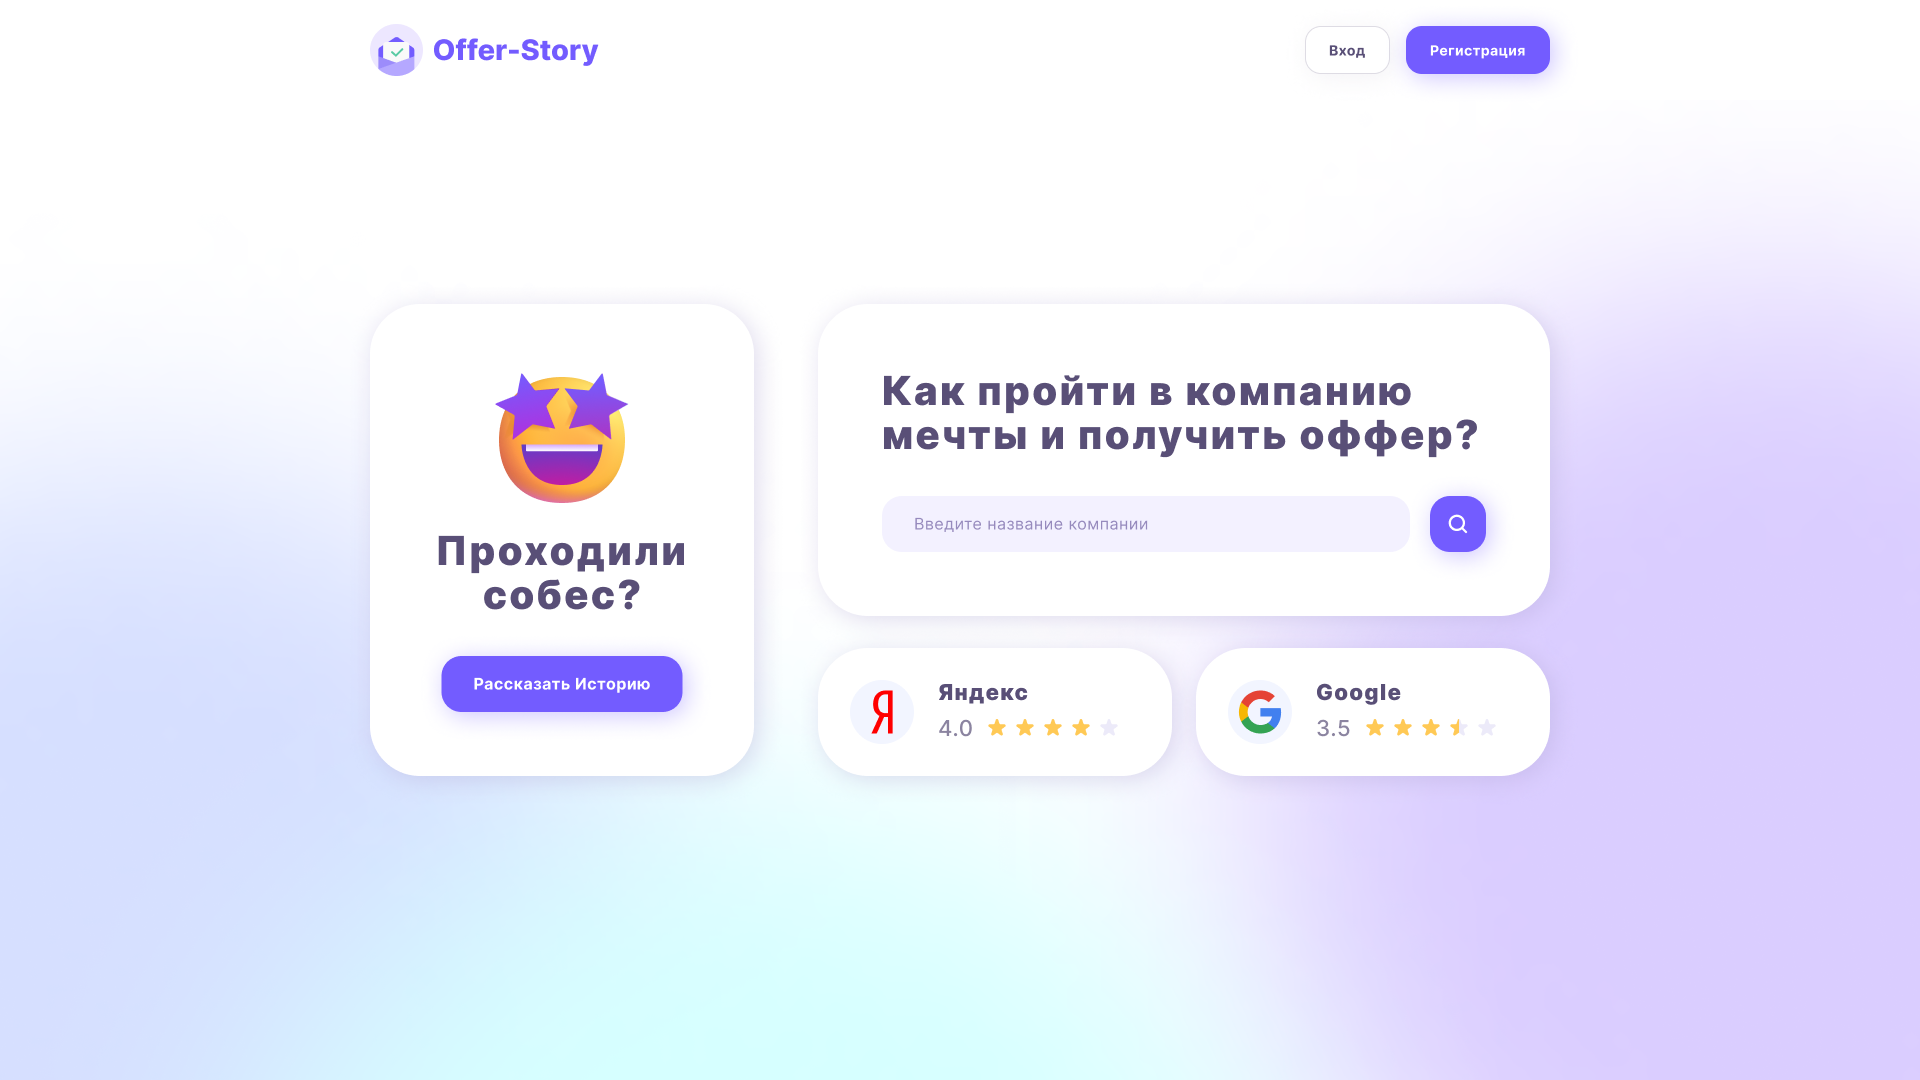 Offer-Story
Вход
Регистрация
Проходили
собес?
Рассказать Историю
Как пройти в компанию
мечты и получить оффер?
Введите название компании
Яндекс
4.0
Google
3.5